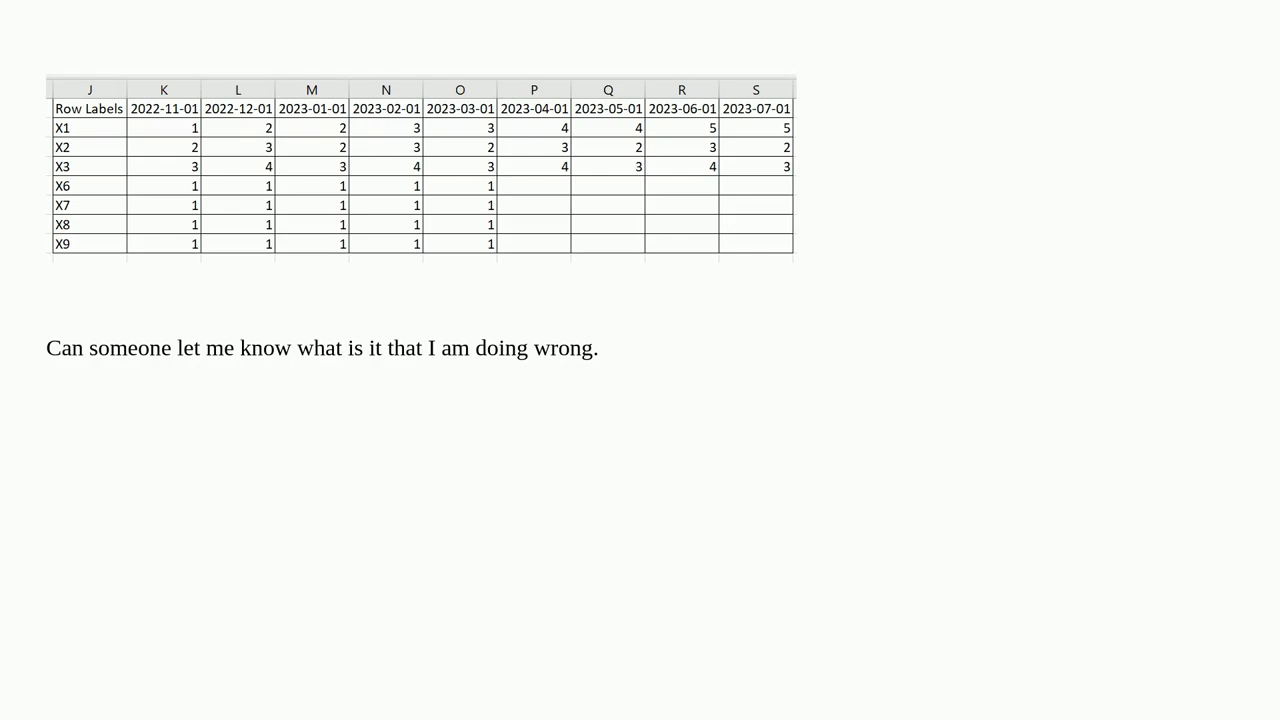 J K L M N O P Q R S
Row Labels 2022-11-01 2022-12-01 2023-01-01 2023-02-01 2023-03-01 2023-04-01 2023-05-01 2023-06-01 2023-07-01
X1 1 2 2 3 3 4 4 5 5
X2 2 3 2 3 2 3 2 3 2
X3 3 4 3 4 3 4 3 4 3
X6 1 1 1 1 1
X7 1 1 1 1 1
X8 1 1 1 1 1
X9 1 1 1 1 1
Can someone let me know what is it that I am doing wrong.